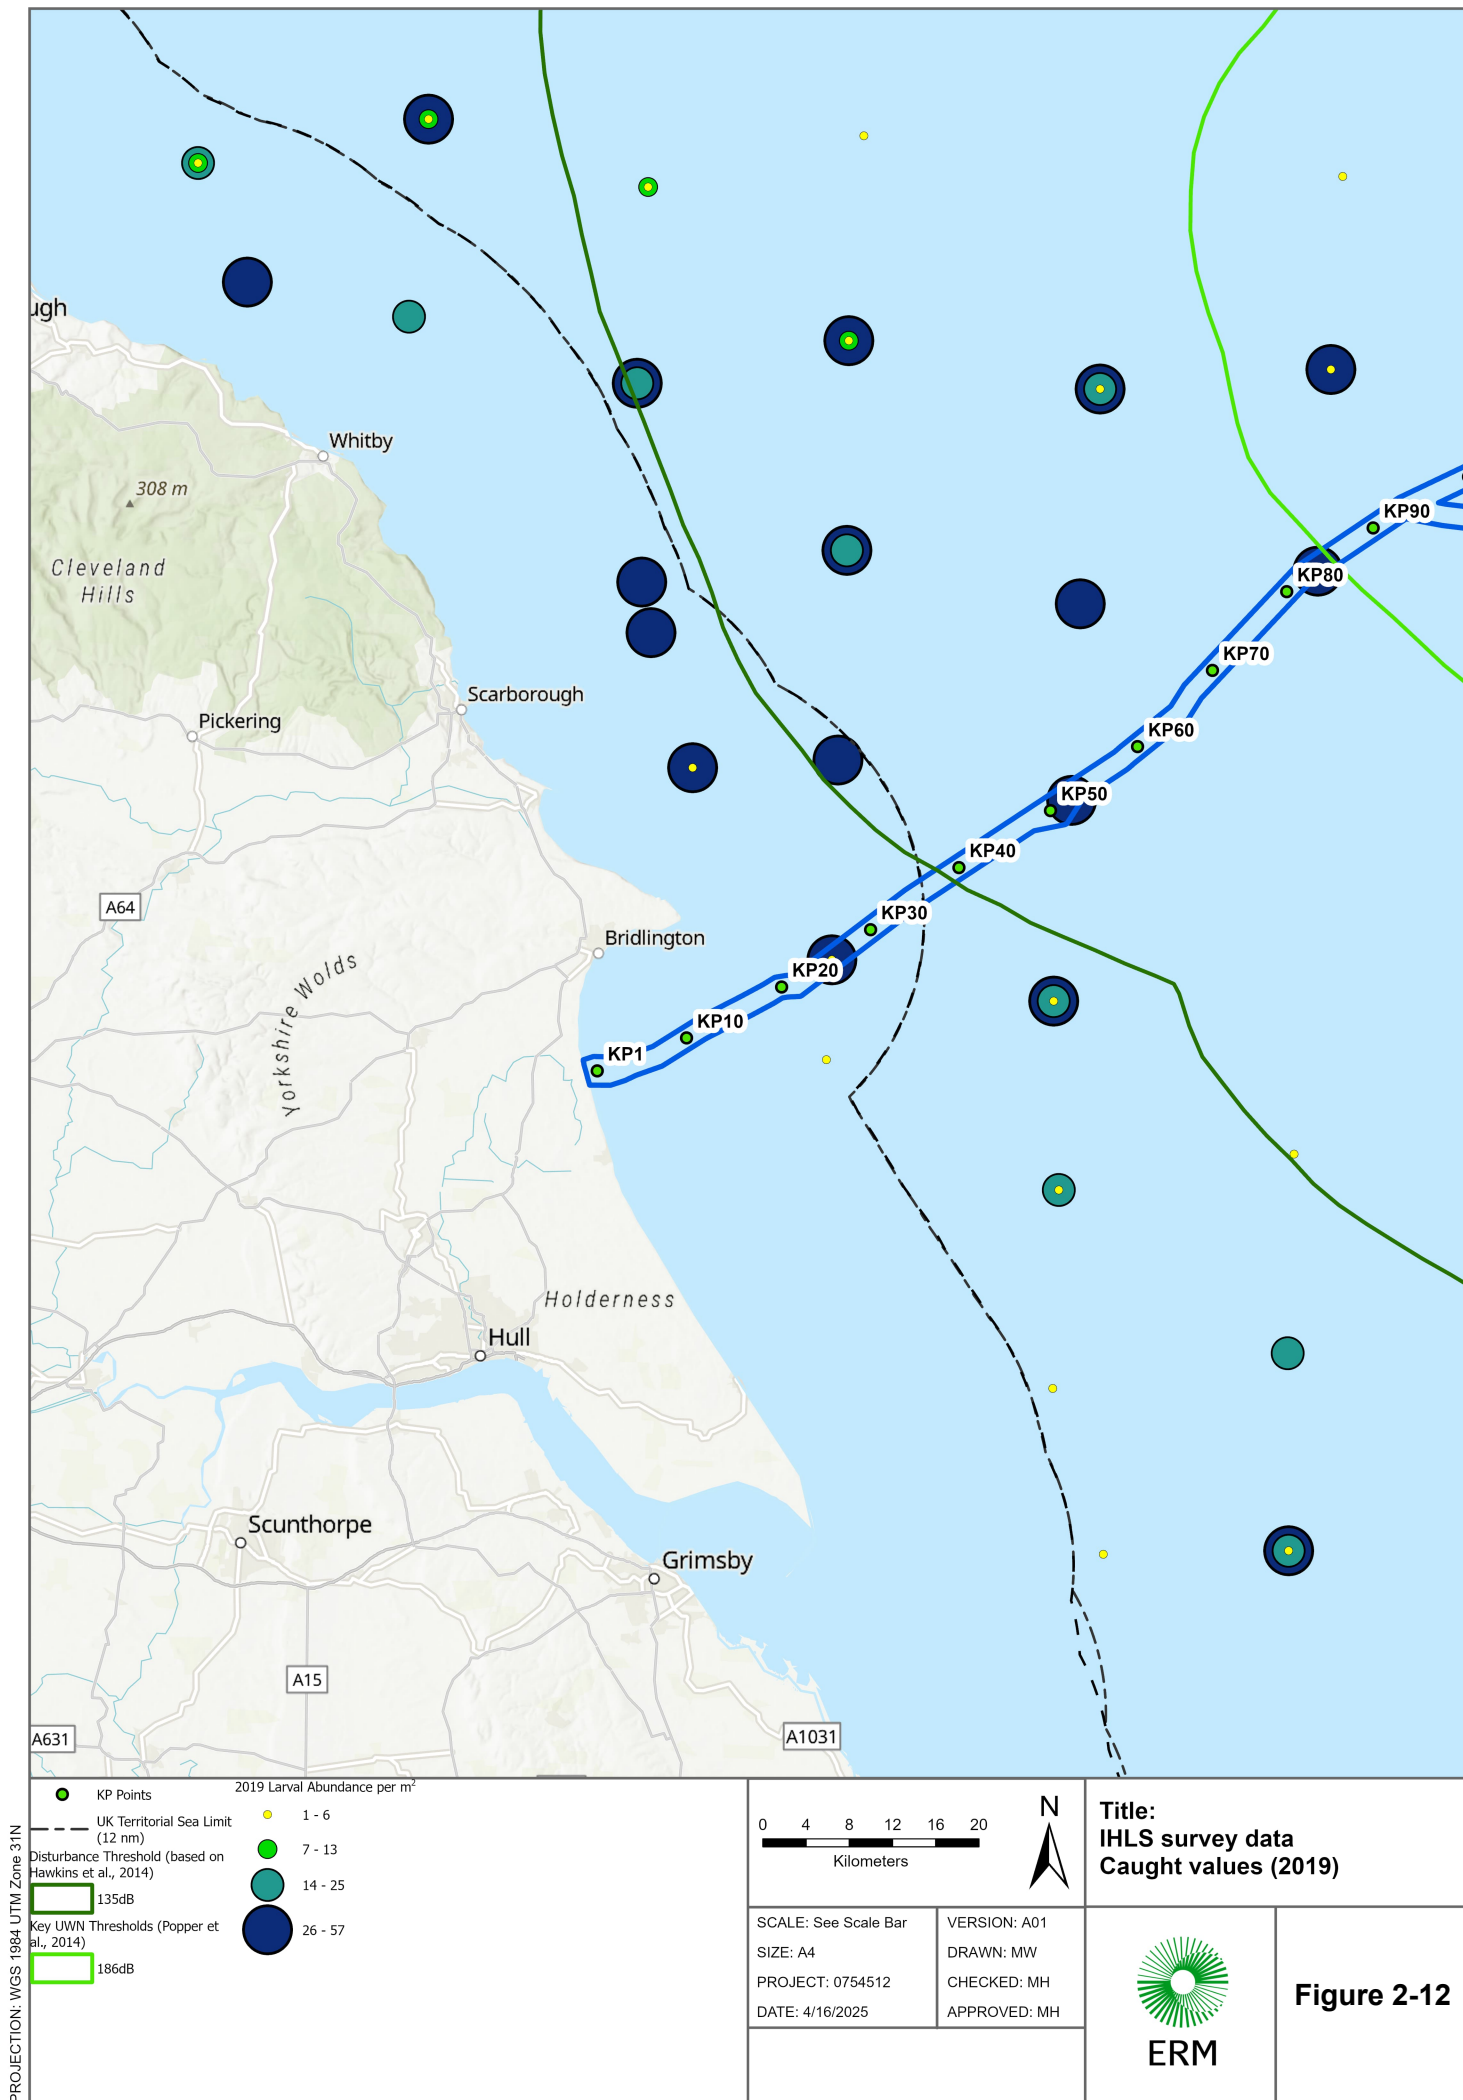 ugh
Whitby
308 m
Cleveland
Hills
Scarborough
Pickering
KP90
KP80
KP70
KP60
KP50
KP40
KP30
KP20
KP10
KP1
A64
Bridlington
Yorkshire Wolds
Holderness
Hull
Scunthorpe
Grimsby
A15
A631
A1031
PROJECTION: WGS 1984 UTM Zone 31N
KP Points
UK Territorial Sea Limit
(12 nm)
Disturbance Threshold (based on
Hawkins et al., 2014)
135dB
Key UWN Thresholds (Popper et
al., 2014)
186dB
2019 Larval Abundance per m²
1 - 6
7 - 13
14 - 25
26 - 57
0 4 8 12 16 20
Kilometers
N
Title:
IHLS survey data
Caught values (2019)
SCALE: See Scale Bar
SIZE: A4
PROJECT: 0754512
DATE: 4/16/2025
VERSION: A01
DRAWN: MW
CHECKED: MH
APPROVED: MH
ERM
Figure 2-12